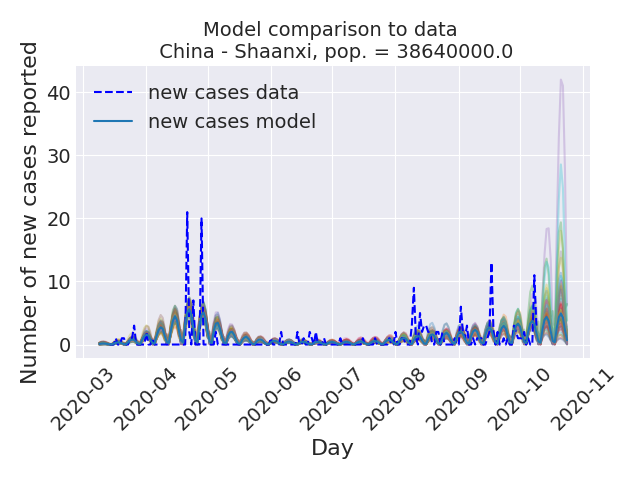 Model comparison to data
China - Shaanxi, pop. = 38640000.0
Number of new cases reported
40
30
20
10
0
new cases data
new cases model
2020-03
2020-04
2020-05
2020-06
2020-07
2020-08
2020-09
2020-10
2020-11
Day